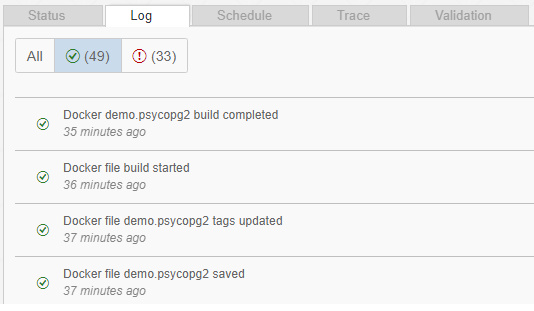 Status Log Schedule Trace Validation
All (49) (33)
Docker demo.psycopg2 build completed
35 minutes ago
Docker file build started
36 minutes ago
Docker file demo.psycopg2 tags updated
37 minutes ago
Docker file demo.psycopg2 saved
37 minutes ago